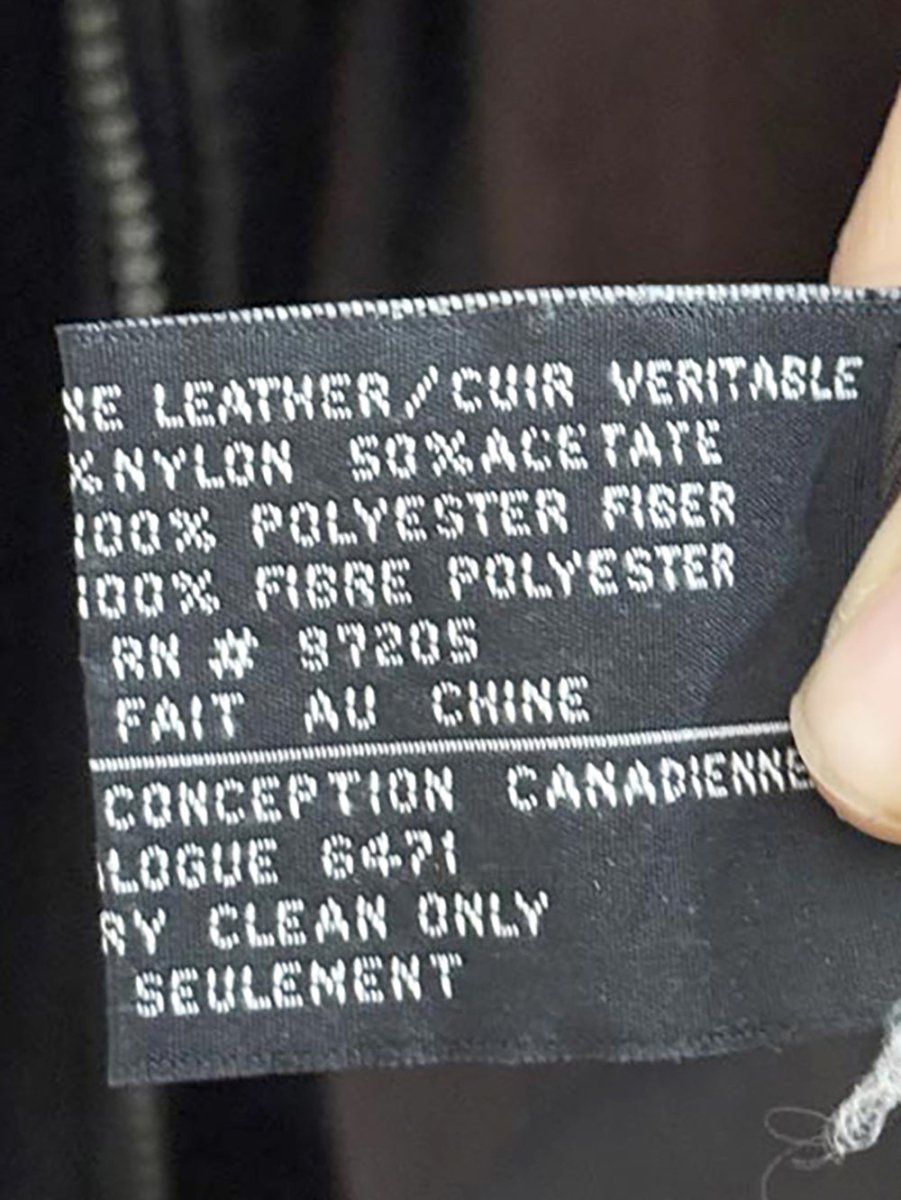 NE LEATHER/CUIR VERITABLE
%NYLON 50%ACETATE
100% POLYESTER FIBER
100% FIBRE POLYESTER
RN # 97205
FAIT AU CHINE
CONCEPTION CANADIENNE
LOGUE 6471
RY CLEAN ONLY
SEULEMENT